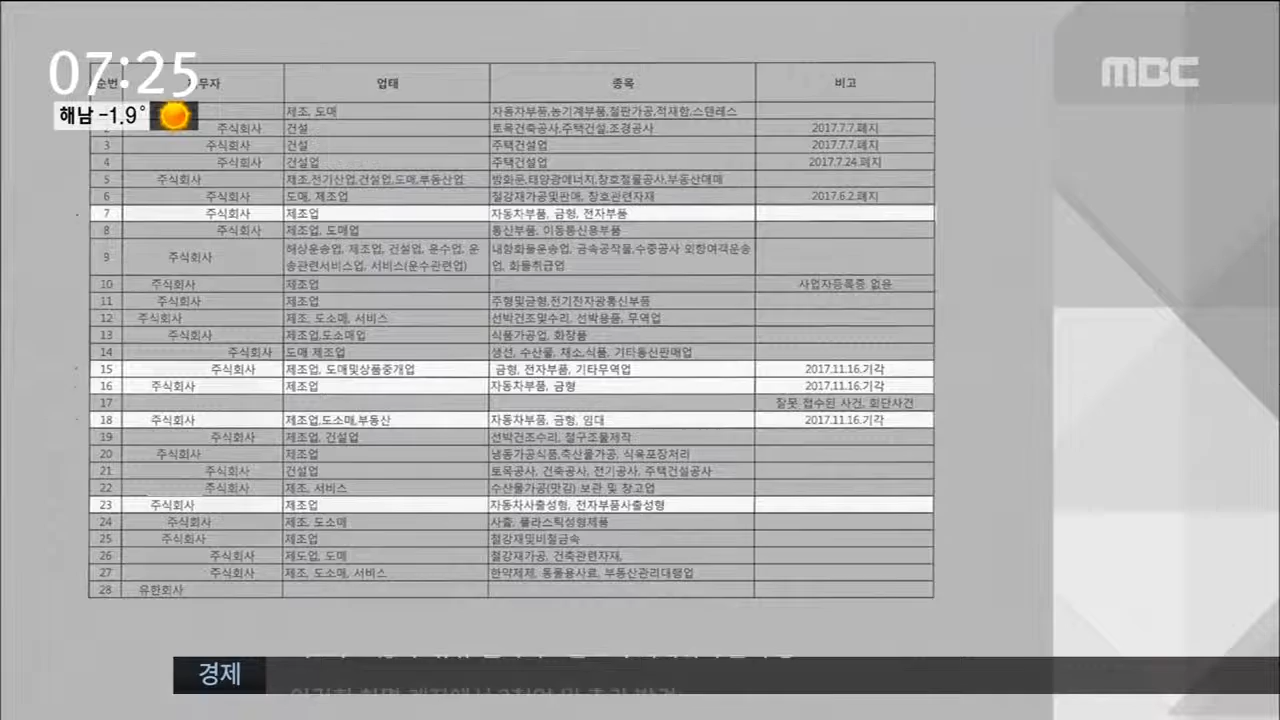 07:25
해남 -1.9°
MBC
순번 무자 업태 종목 비고
제조, 도매 자동차부품,농기계부품,절판가공,적재함,스텐레스
2 주식회사 건설 토목건축공사,주택건설,조경공사 2017.7.7.폐지
3 주식회사 건설 주택건설업 2017.7.7.폐지
4 주식회사 건설업 주택건설업 2017.7.24.폐지
5 주식회사 제조,전기산업,건설업,도매,부동산업 방화문,태양광에너지,창호철물공사,부동산매매
6 주식회사 도매, 제조업 철강재가공및판매, 창호관련자재 2017.6.2.폐지
7 주식회사 제조업 자동차부품, 금형, 전자부품
8 주식회사 제조업, 도매업 통신부품, 이동통신용부품
9 주식회사 해상운송업, 제조업, 건설업, 운수업, 운송관련서비스업, 서비스(운수관련업) 내항화물운송업, 금속공작물,수중공사 외항여객운송업, 화물취급업
10 주식회사 제조업 사업자등록증 없음
11 주식회사 제조업 주형및금형,전기전자광통신부품
12 주식회사 제조, 도소매, 서비스 선박건조및수리, 선박용품, 무역업
13 주식회사 제조업,도소매업 식품가공업, 화장품
14 주식회사 도매 제조업 생선, 수산물, 채소,식품, 기타통신판매업
15 주식회사 제조업, 도매및상품중개업 금형, 전자부품, 기타무역업 2017.11.16.기각
16 주식회사 제조업 자동차부품, 금형 2017.11.16.기각
17 잘못 접수된 사건, 회단사건
18 주식회사 제조업,도소매,부동산 자동차부품, 금형, 임대 2017.11.16.기각
19 주식회사 제조업, 건설업 선박건조수리, 철구조물제작
20 주식회사 제조업 냉동가공식품,축산물가공, 식육포장처리
21 주식회사 건설업 토목공사, 건축공사, 전기공사, 주택건설공사
22 주식회사 제조, 서비스 수산물가공(맛김) 보관 및 창고업
23 주식회사 제조업 자동차사출성형, 전자부품사출성형
24 주식회사 제조, 도소매 사출, 플라스틱성형제품
25 주식회사 제조업 철강재및비철금속
26 주식회사 제도업, 도매 철강재가공, 건축관련자재,
27 주식회사 제조, 도소매, 서비스 한약제제, 동물용사료, 부동산관리대행업
28 유한회사
경제